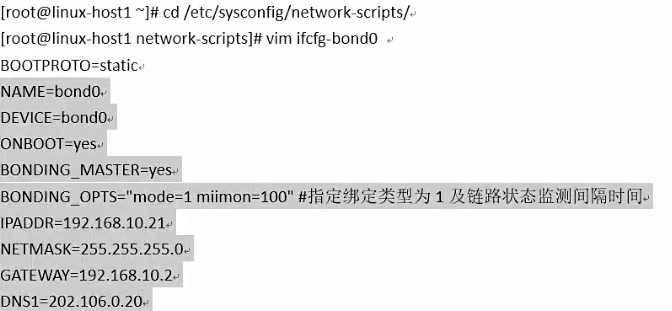 [root@linux-host1 ~]# cd /etc/sysconfig/network-scripts/
[root@linux-host1 network-scripts]# vim ifcfg-bond0
BOOTPROTO=static
NAME=bond0
DEVICE=bond0
ONBOOT=yes
BONDING_MASTER=yes
BONDING_OPTS="mode=1 miimon=100" #指定绑定类型为 1 及链路状态监测间隔时间
IPADDR=192.168.10.21
NETMASK=255.255.255.0
GATEWAY=192.168.10.2
DNS1=202.106.0.20